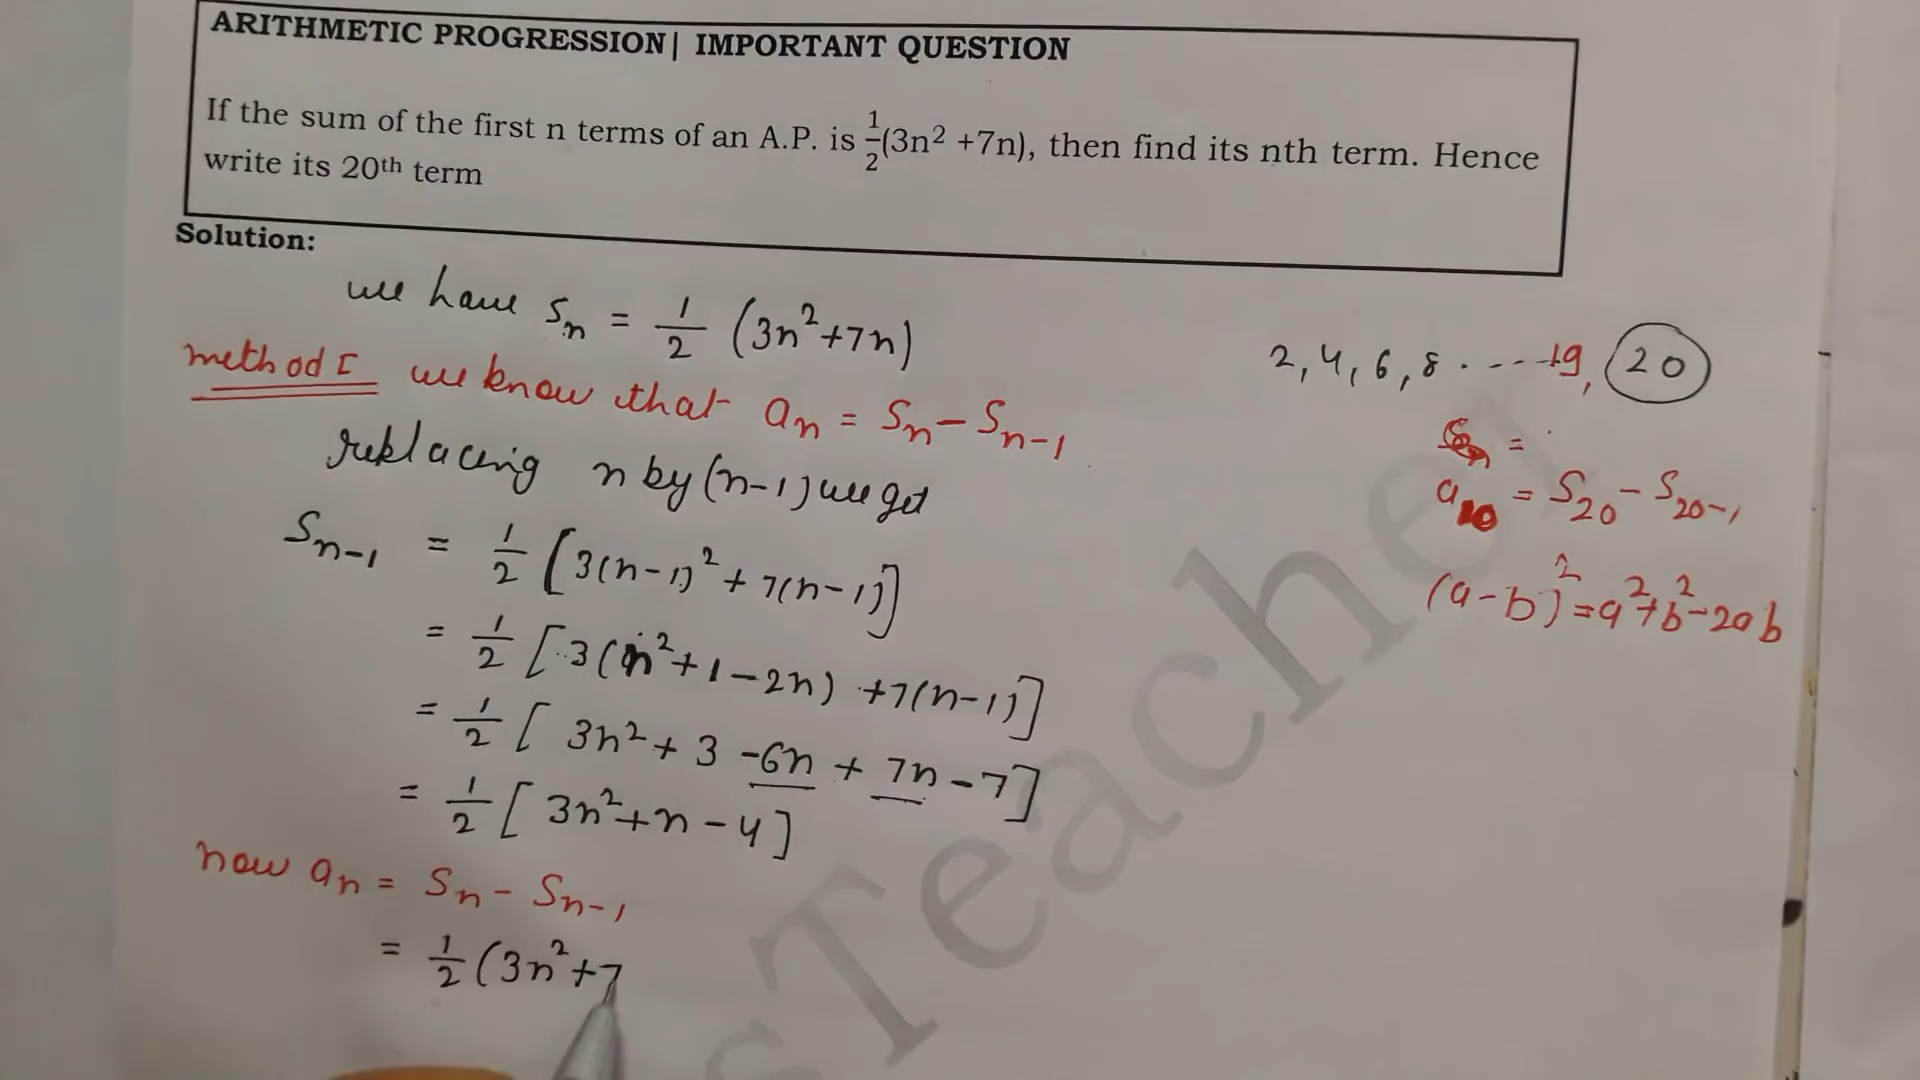 ARITHMETIC PROGRESSION| IMPORTANT QUESTION
If the sum of the first n terms of an A.P. is 1/2(3n² +7n), then find its nth term. Hence
write its 20th term
Solution:
we have Sn = 1/2 (3n²+7n)
method I we know that an = Sn - Sn-1
replacing n by (n-1) we get
Sn-1 = 1/2 [3(n-1)² + 7(n-1)]
= 1/2 [3(n²+1-2n) +7(n-1)]
= 1/2 [3n²+3-6n+7n-7]
= 1/2 [3n²+n-4]
now an = Sn - Sn-1
= 1/2 (3n²+7
2, 4, 6, 8 . ---19, 20
=
a = S20 - S20-1
(a-b)² = a²+b²-2ab
Teacher